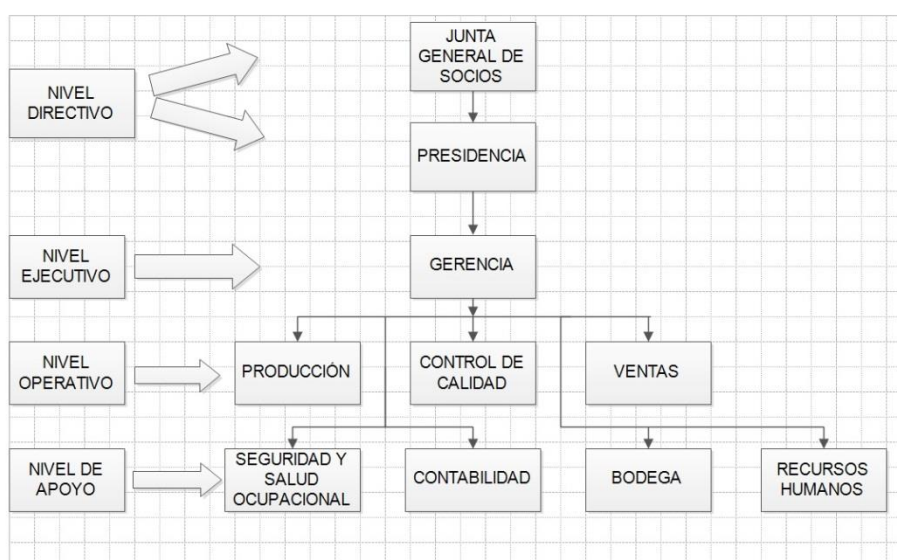 JUNTA
GENERAL DE
SOCIOS
NIVEL
DIRECTIVO
PRESIDENCIA
NIVEL
EJECUTIVO
GERENCIA
NIVEL
OPERATIVO
PRODUCCIÓN
CONTROL DE
CALIDAD
VENTAS
NIVEL DE
APOYO
SEGURIDAD Y
SALUD
OCUPACIONAL
CONTABILIDAD
BODEGA
RECURSOS
HUMANOS